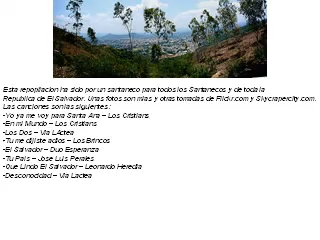 Esta repopilacion ha sido por un santaneco para todos los Santanecos y de toda la
Republica de El Salvador. Unas fotos son mias y otras tomadas de Flickr.com y Skycrapercity.com.
Las canciones son las siguientes:
-Yo ya me voy para Santa Ana – Los Cristians
-En mi Mundo – Los Cristians
-Los Dos – Via LActea
-Tu me dijiste adios – Los Brincos
-El Salvador – Duo Esperanza
-Tu Pais – Jose Luis Perales
-Que Lindo El Salvador – Leonardo Heredia
-Desconocidad – Via Lactea